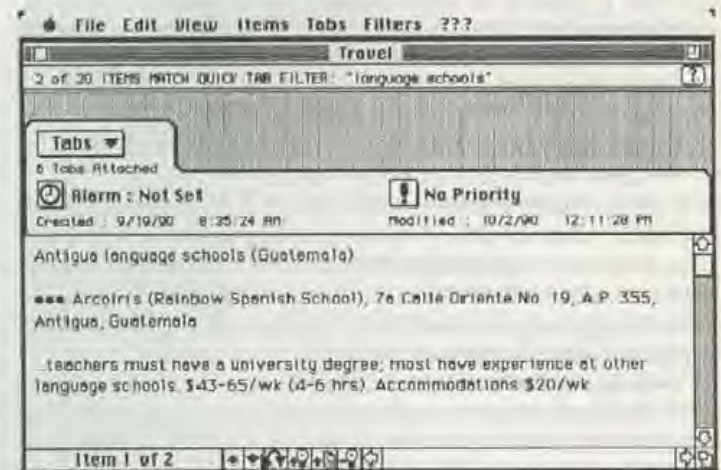 File Edit View Items Tabs Filters ???
Travel
2 of 20 ITEMS MATCH QUICK TAB FILTER: "language schools"
Tabs
6 Tabs Attached
Alarm : Not Set
No Priority
Created : 9/19/90 8:35:24 AM
Modified : 10/2/90 12:11:28 PM
Antigua language schools (Guatemala)
*** Arcoiris (Rainbow Spanish School), 7a Calle Oriente No. 19, A.P. 355,
Antigua, Guatemala
...teachers must have a university degree; most have experience at other
language schools. $43-65/wk (4-6 hrs). Accommodations $20/wk
Item 1 of 2